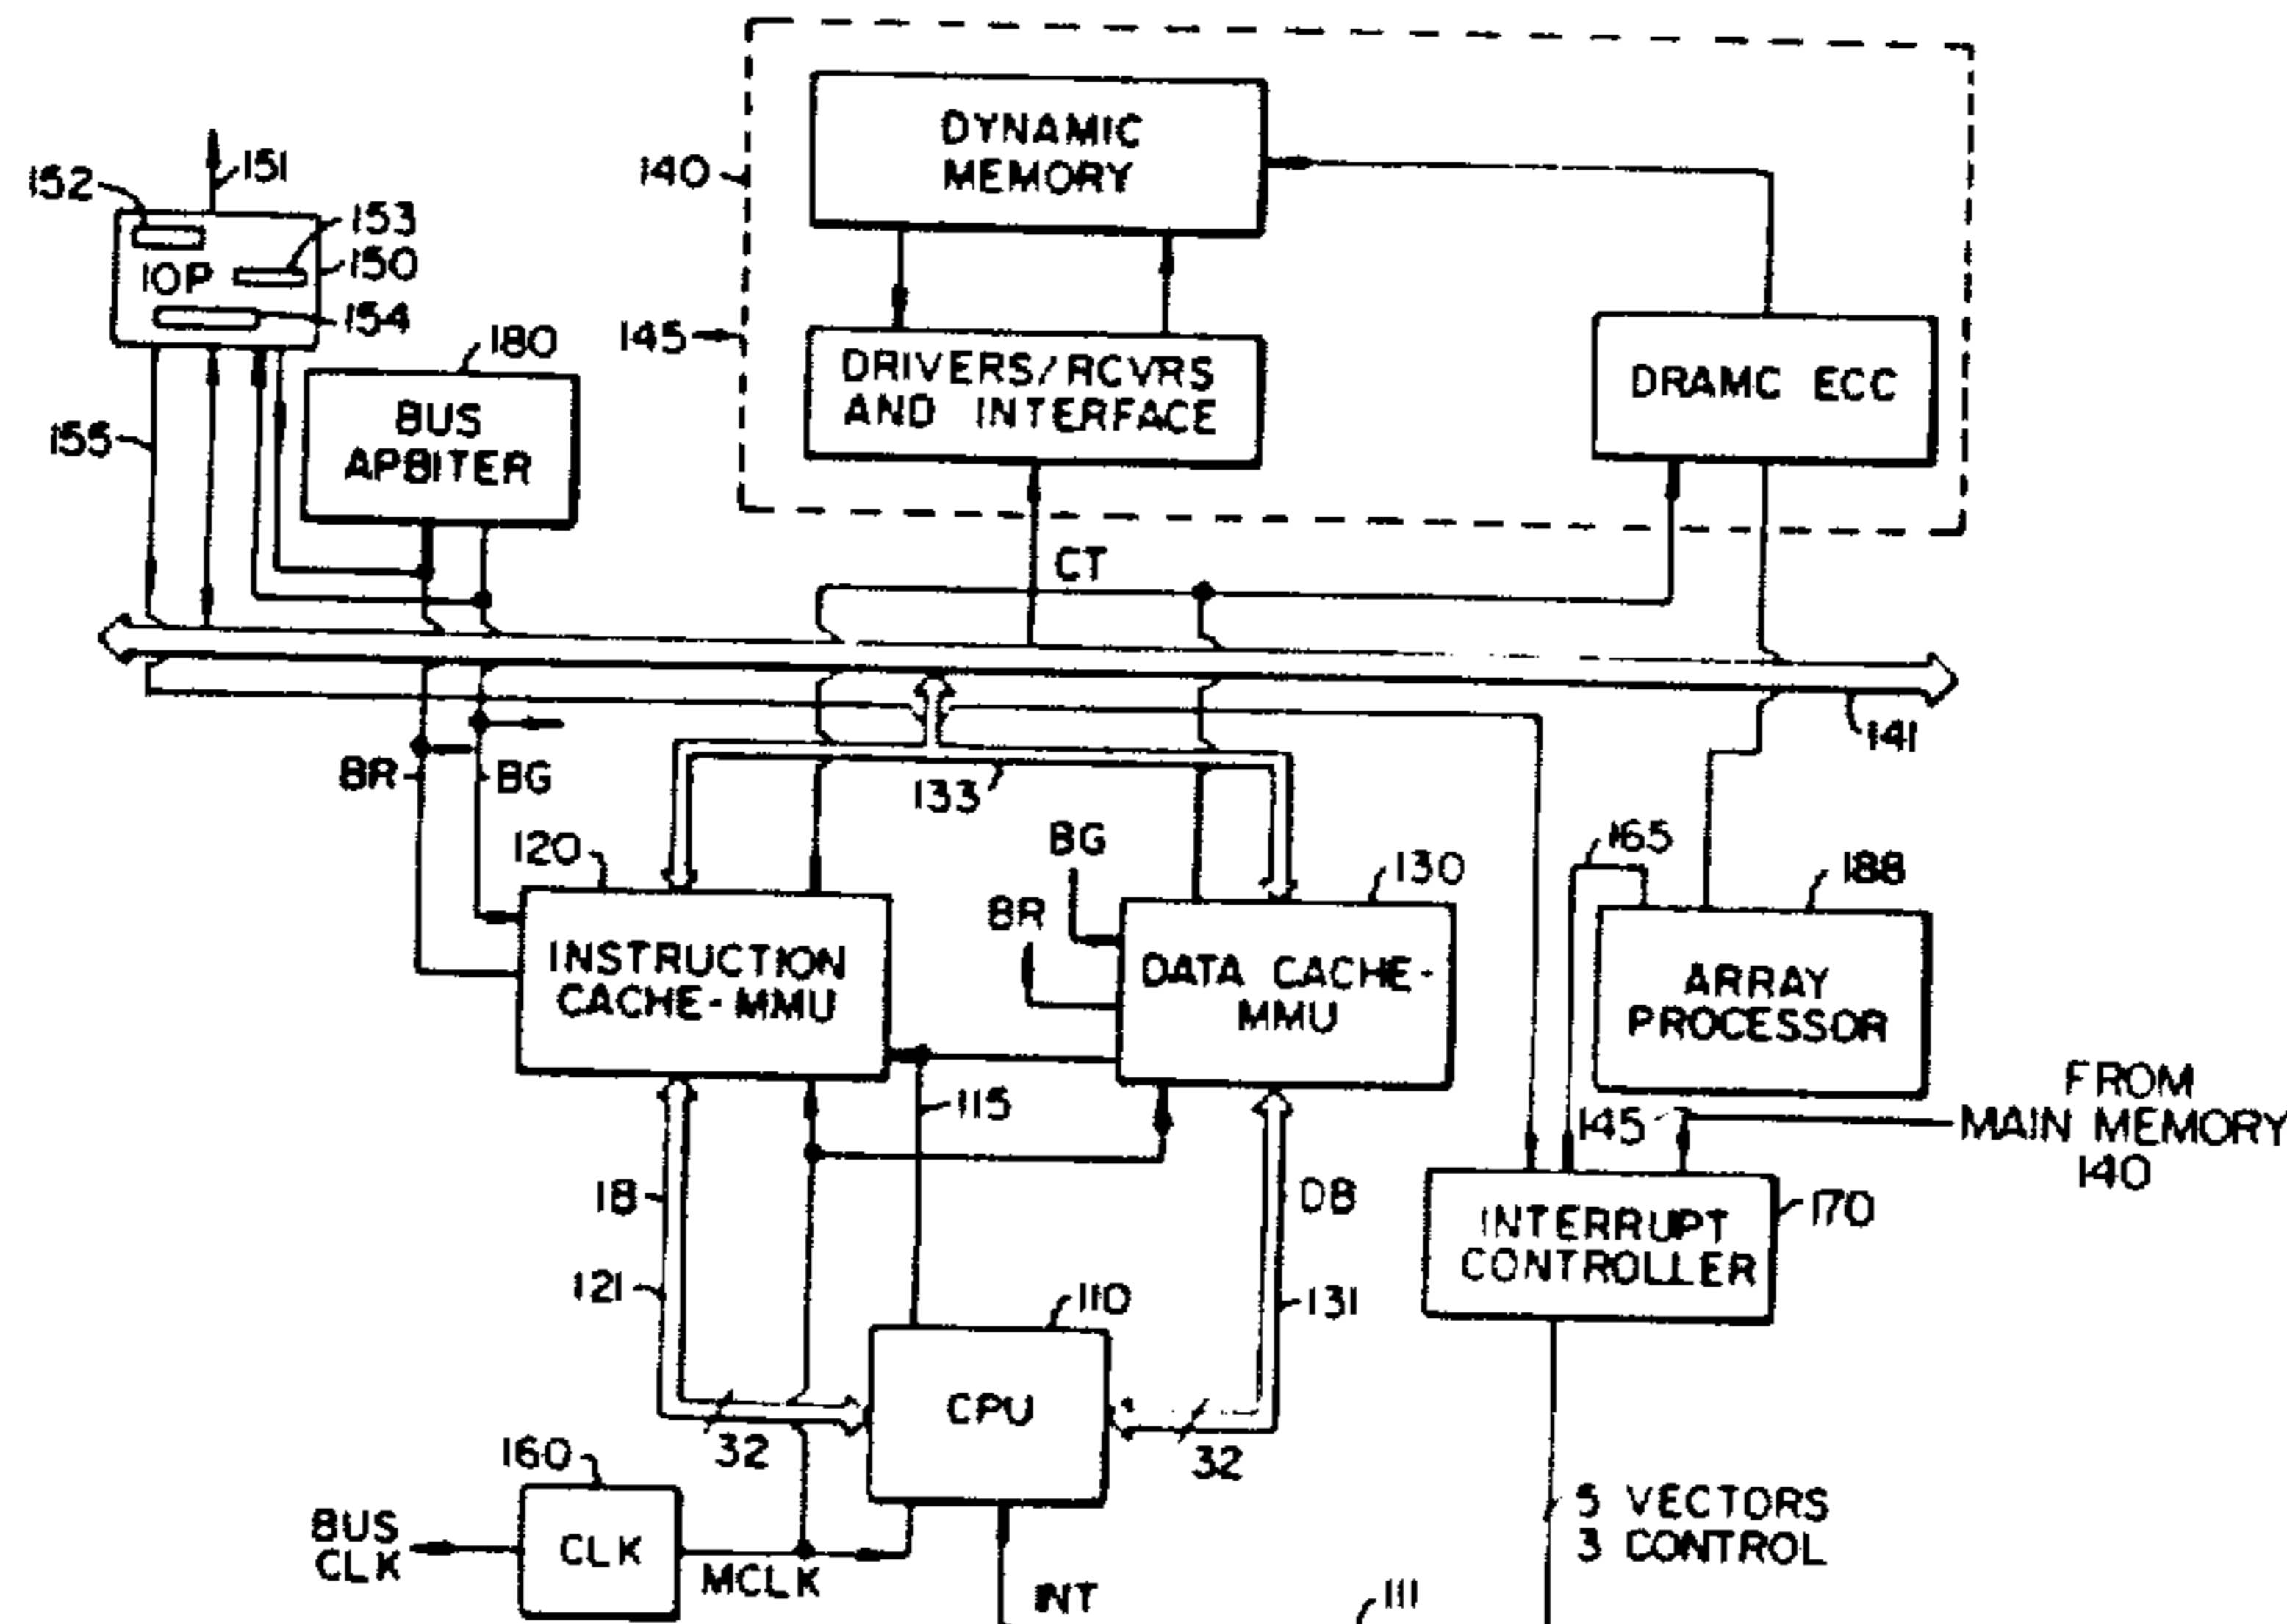 DYNAMIC
MEMORY
140
151
152
153
IOP
150
154
180
145
DRIVERS/RCVRS
AND INTERFACE
DRAMC ECC
BUS
APBITER
155
CT
141
BR
BG
133
120
BG
130
165
188
BR
INSTRUCTION
CACHE-MMU
DATA CACHE-
MMU
ARRAY
PROCESSOR
FROM
MAIN MEMORY
140
115
145
IB
DB
170
INTERRUPT
CONTROLLER
121
110
131
CPU
32
32
160
BUS
CLK
CLK
MCLK
5 VECTORS
3 CONTROL
INT
111